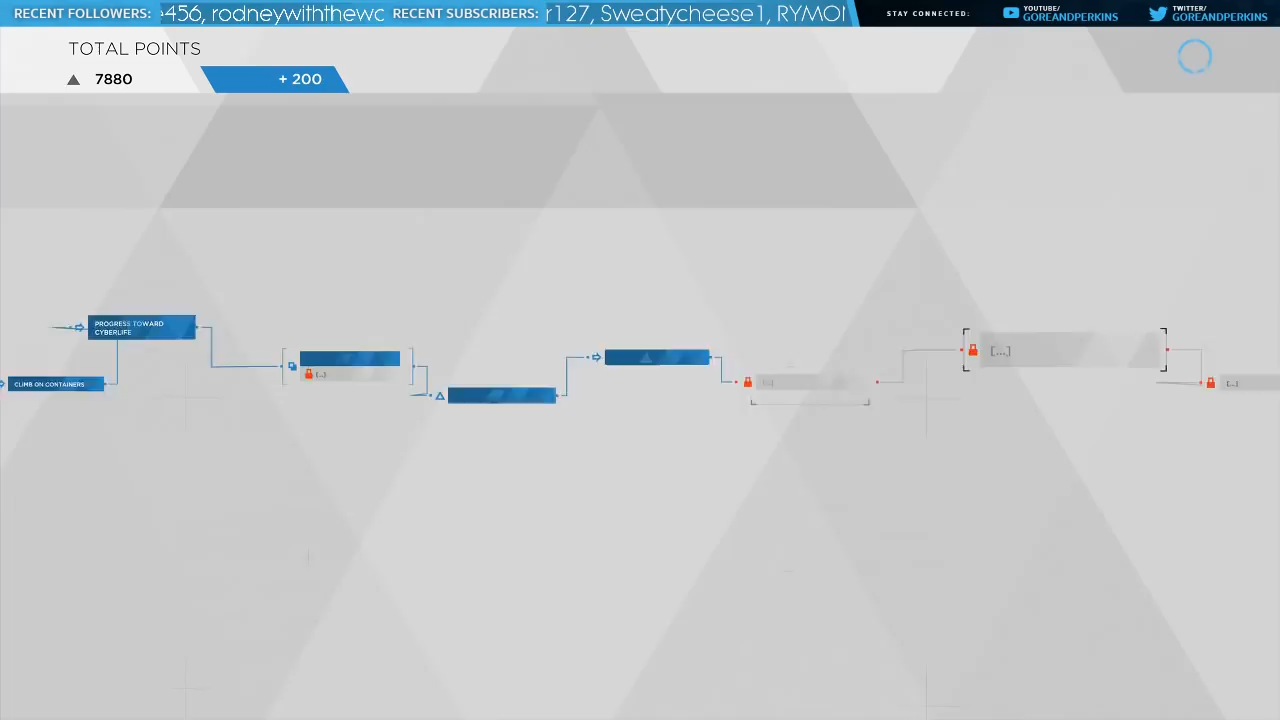 RECENT FOLLOWERS: 456, rodneywiththewc RECENT SUBSCRIBERS: r127, Sweatycheese1, RYMO
STAY CONNECTED:
YOUTUBE/
GOREANDPERKINS
TWITTER/
GOREANDPERKINS
TOTAL POINTS
7880
+ 200
PROGRESS TOWARD
CYBERLIFE
CLIMB ON CONTAINERS
[...]
[...]
[...]